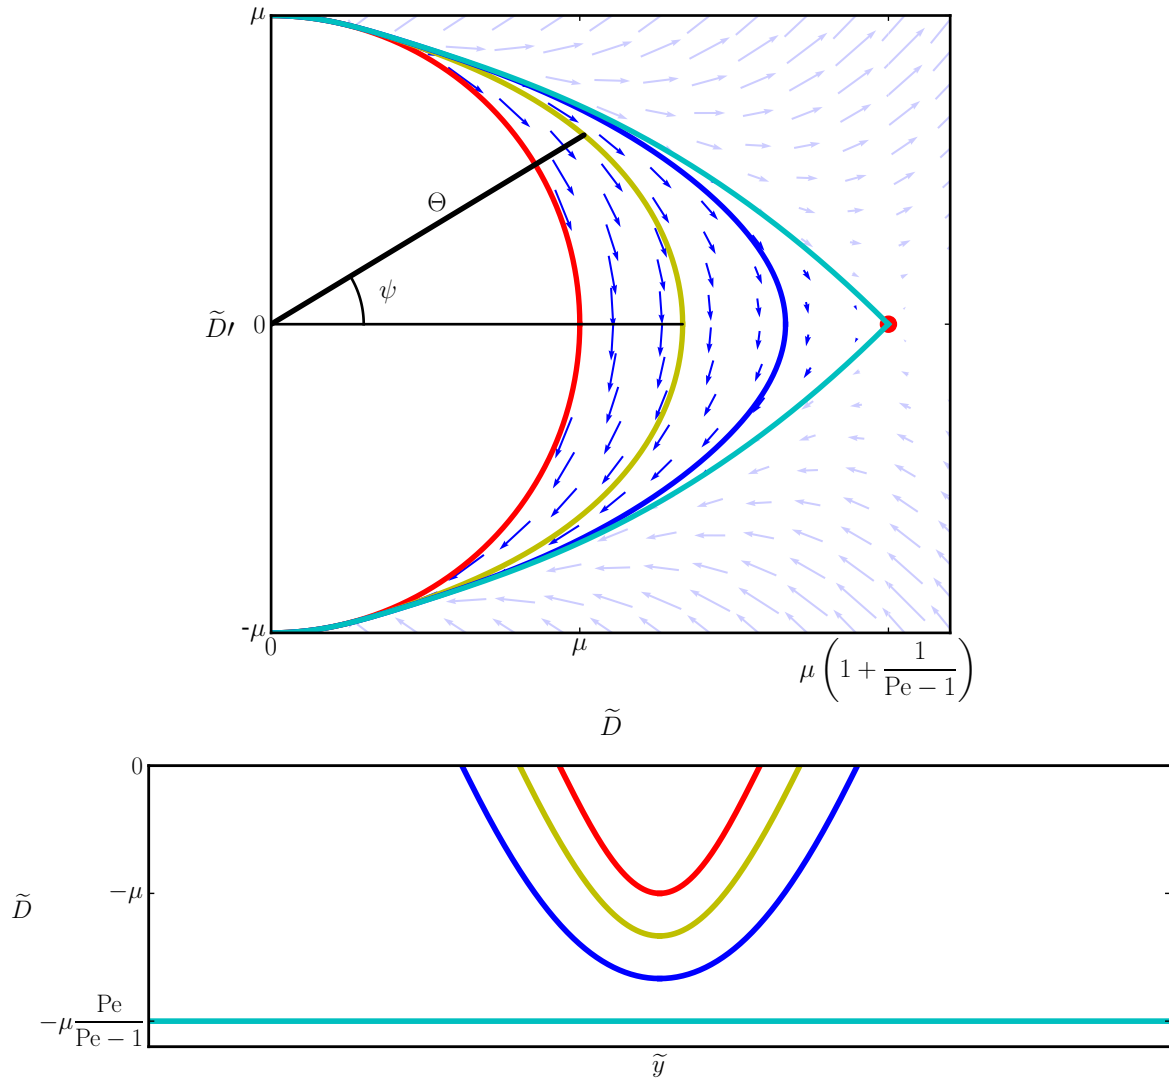 μ
Θ
ψ
D̃′ 0
-μ
0 μ μ(1 + 1/(Pe − 1))
D̃
0
−μ
D̃
−μ Pe/(Pe − 1)
ỹ